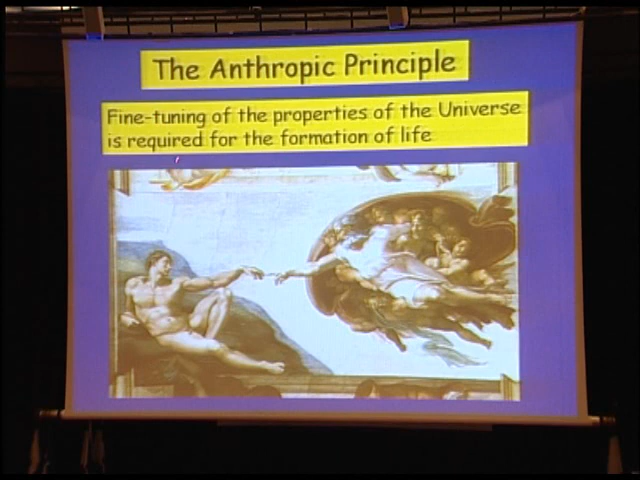 The Anthropic Principle
Fine-tuning of the properties of the Universe
is required for the formation of life